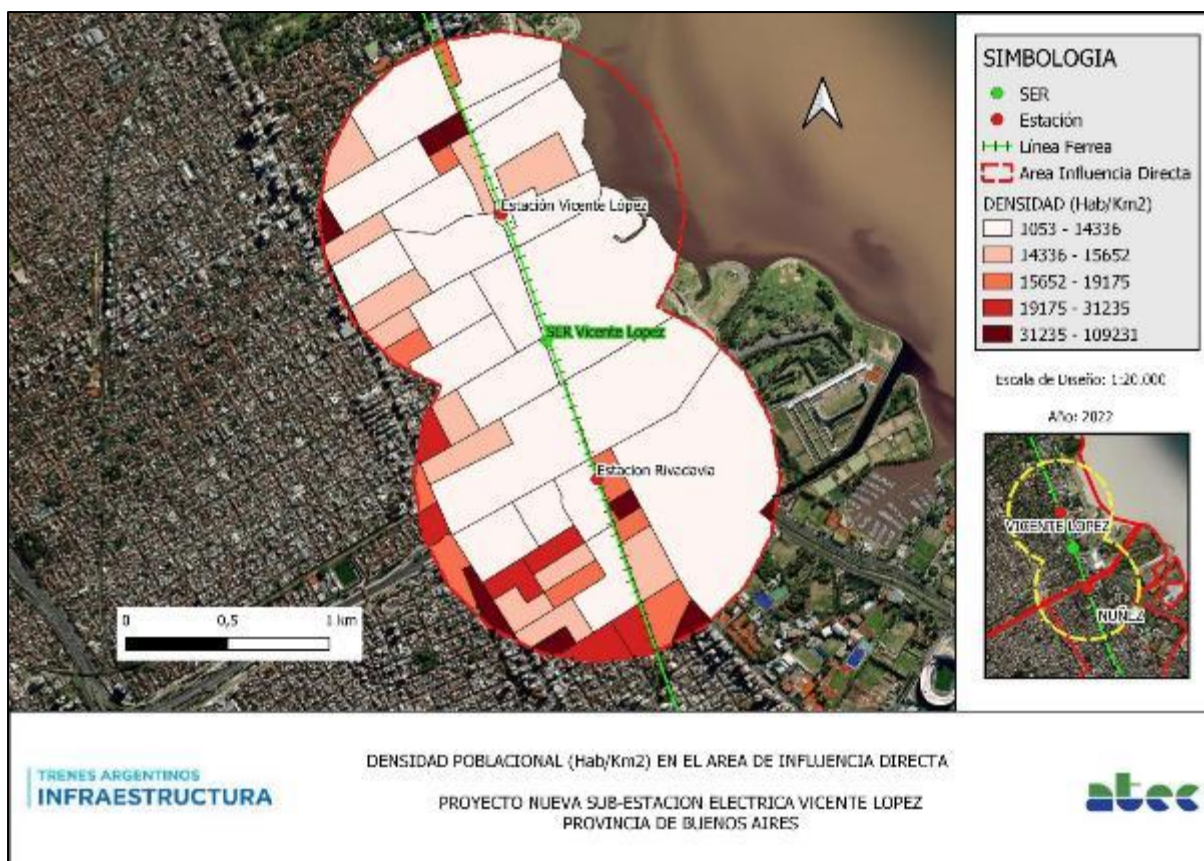 SIMBOLOGIA
SER
Estación
Línea Ferrea
Area Influencia Directa
DENSIDAD (Hab/Km2)
1053 - 14336
14336 - 15652
15652 - 19175
19175 - 31235
31235 - 109231
Escala de Diseño: 1:20.000
Año: 2022
Estación Vicente López
SER Vicente Lopez
Estacion Rivadavia
0 0,5 1 km
VICENTE LOPEZ
NUÑEZ
TRENES ARGENTINOS
INFRAESTRUCTURA
DENSIDAD POBLACIONAL (Hab/Km2) EN EL AREA DE INFLUENCIA DIRECTA
PROYECTO NUEVA SUB-ESTACION ELECTRICA VICENTE LOPEZ
PROVINCIA DE BUENOS AIRES
atec